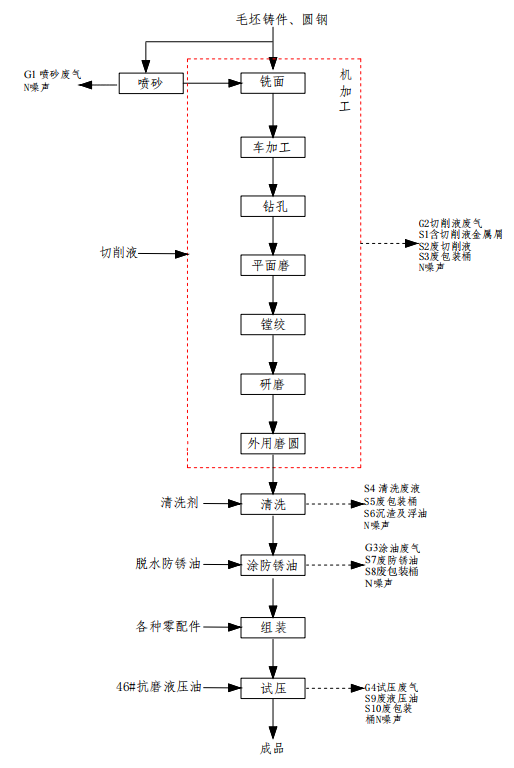 毛坯铸件、圆钢
G1 喷砂废气
N噪声
喷砂
铣面
机加工
车加工
钻孔
切削液
平面磨
G2切削液废气
S1含切削液金属屑
S2废切削液
S3废包装桶
N噪声
镗绞
研磨
外用磨圆
清洗剂
清洗
S4 清洗废液
S5废包装桶
S6沉渣及浮油
N噪声
脱水防锈油
涂防锈油
G3涂油废气
S7废防锈油
S8废包装桶
N噪声
各种零配件
组装
46#抗磨液压油
试压
G4试压废气
S9废液压油
S10废包装
桶N噪声
成品